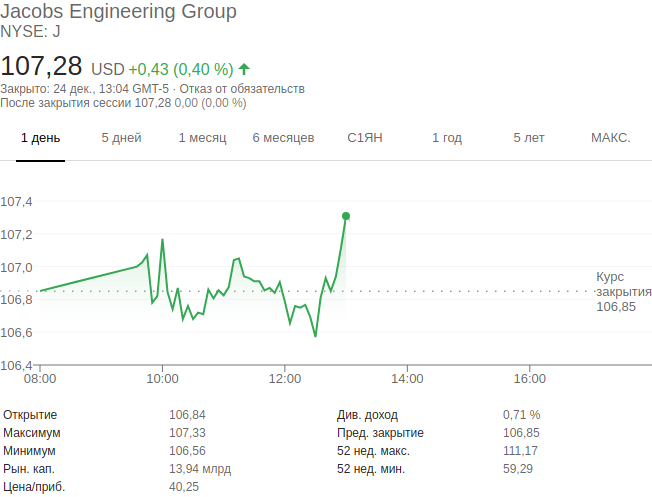 Jacobs Engineering Group
NYSE: J
107,28 USD +0,43 (0,40 %)
Закрыто: 24 дек., 13:04 GMT-5 · Отказ от обязательств
После закрытия сессии 107,28 0,00 (0,00 %)
1 день 5 дней 1 месяц 6 месяцев С1ЯН 1 год 5 лет МАКС.
107,4
107,2
107,0
106,8
106,6
106,4
Курс
закрытия
106,85
08:00 10:00 12:00 14:00 16:00
Открытие 106,84 Див. доход 0,71 %
Максимум 107,33 Пред. закрытие 106,85
Минимум 106,56 52 нед. макс. 111,17
Рын. кап. 13,94 млрд 52 нед. мин. 59,29
Цена/приб. 40,25